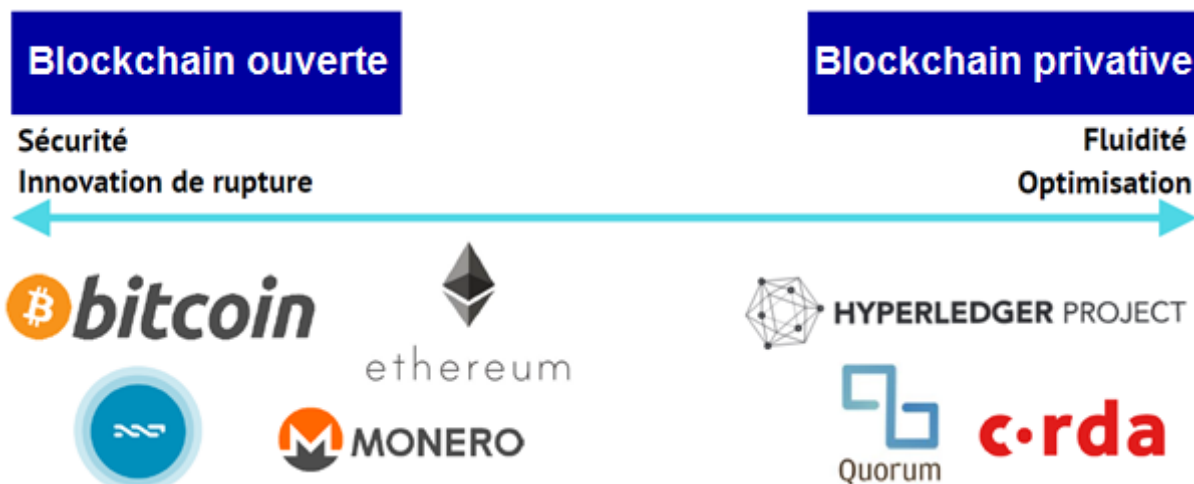 Blockchain ouverte
Blockchain privative
Sécurité
Innovation de rupture
Fluidité
Optimisation
bitcoin
ethereum
HYPERLEDGER PROJECT
MONERO
Quorum
c•rda